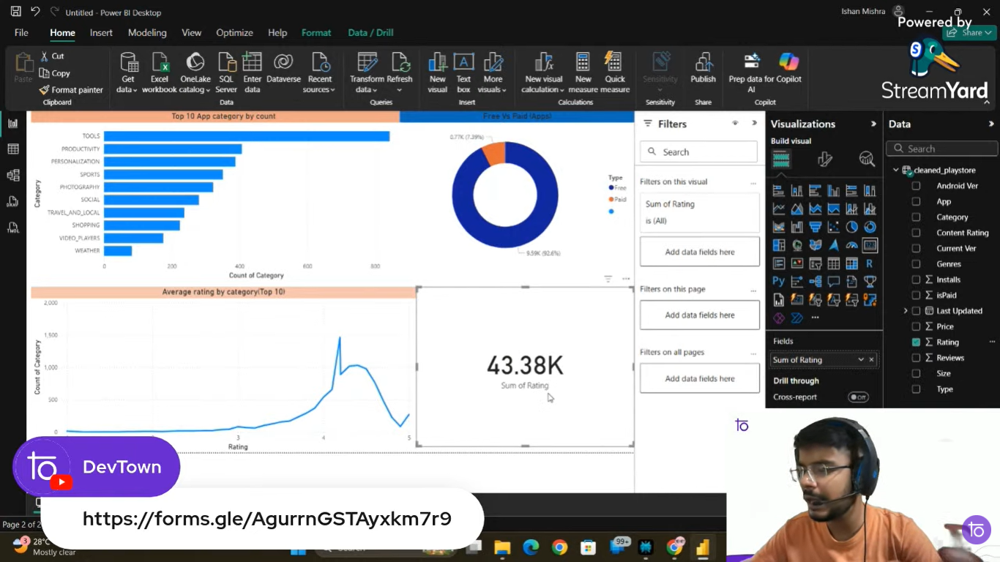 Untitled - Power BI Desktop
Ishan Mishra
Powered by
StreamYard
File
Home
Insert
Modeling
View
Optimize
Help
Format
Data / Drill
Share
Paste
Cut
Copy
Format painter
Clipboard
Get data
Excel workbook
OneLake catalog
SQL Server
Enter data
Dataverse
Recent sources
Data
Transform data
Refresh
Queries
New visual
Text box
More visuals
Insert
New visual calculation
New measure
Quick measure
Calculations
Sensitivity
Sensitivity
Publish
Share
Prep data for AI
Copilot
Copilot
Top 10 App category by count
Category
TOOLS
PRODUCTIVITY
PERSONALIZATION
SPORTS
PHOTOGRAPHY
SOCIAL
TRAVEL_AND_LOCAL
SHOPPING
VIDEO_PLAYERS
WEATHER
0
200
400
600
800
Count of Category
Free Vs Paid (Apps)
0.77K (7.39%)
9.59K (92.6%)
Type
Free
Paid
Average rating by category(Top 10)
Count of Category
2,000
1,500
1,000
500
0
3
4
5
Rating
43.38K
Sum of Rating
Filters
Search
Filters on this visual
...
Sum of Rating
is (All)
Add data fields here
Filters on this page
...
Add data fields here
Filters on all pages
...
Add data fields here
Visualizations
Build visual
R
Py
...
Fields
Sum of Rating
Drill through
Cross-report
Off
Data
Search
cleaned_playstore
Android Ver
App
Category
Content Rating
Current Ver
Genres
Installs
isPaid
Last Updated
Price
Rating
Reviews
Size
Type
DevTown
https://forms.gle/AgurrnGSTAyxkm7r9
Page 2 of 2
3
28°C
Mostly clear
99+